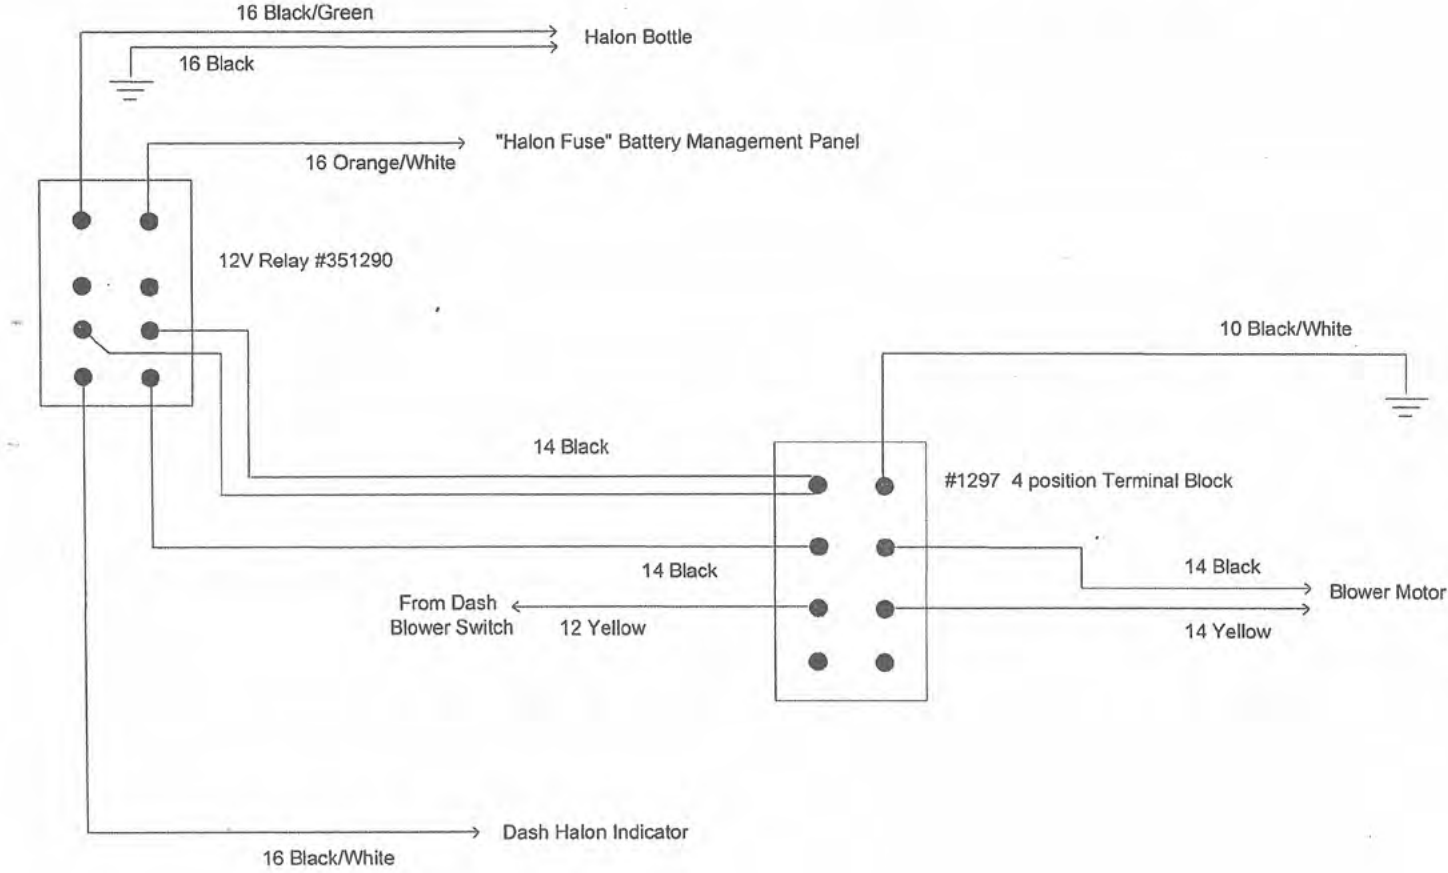 16 Black/Green
Halon Bottle
16 Black
"Halon Fuse" Battery Management Panel
16 Orange/White
12V Relay #351290
10 Black/White
14 Black
#1297 4 position Terminal Block
14 Black
14 Black
Blower Motor
From Dash
Blower Switch
12 Yellow
14 Yellow
Dash Halon Indicator
16 Black/White